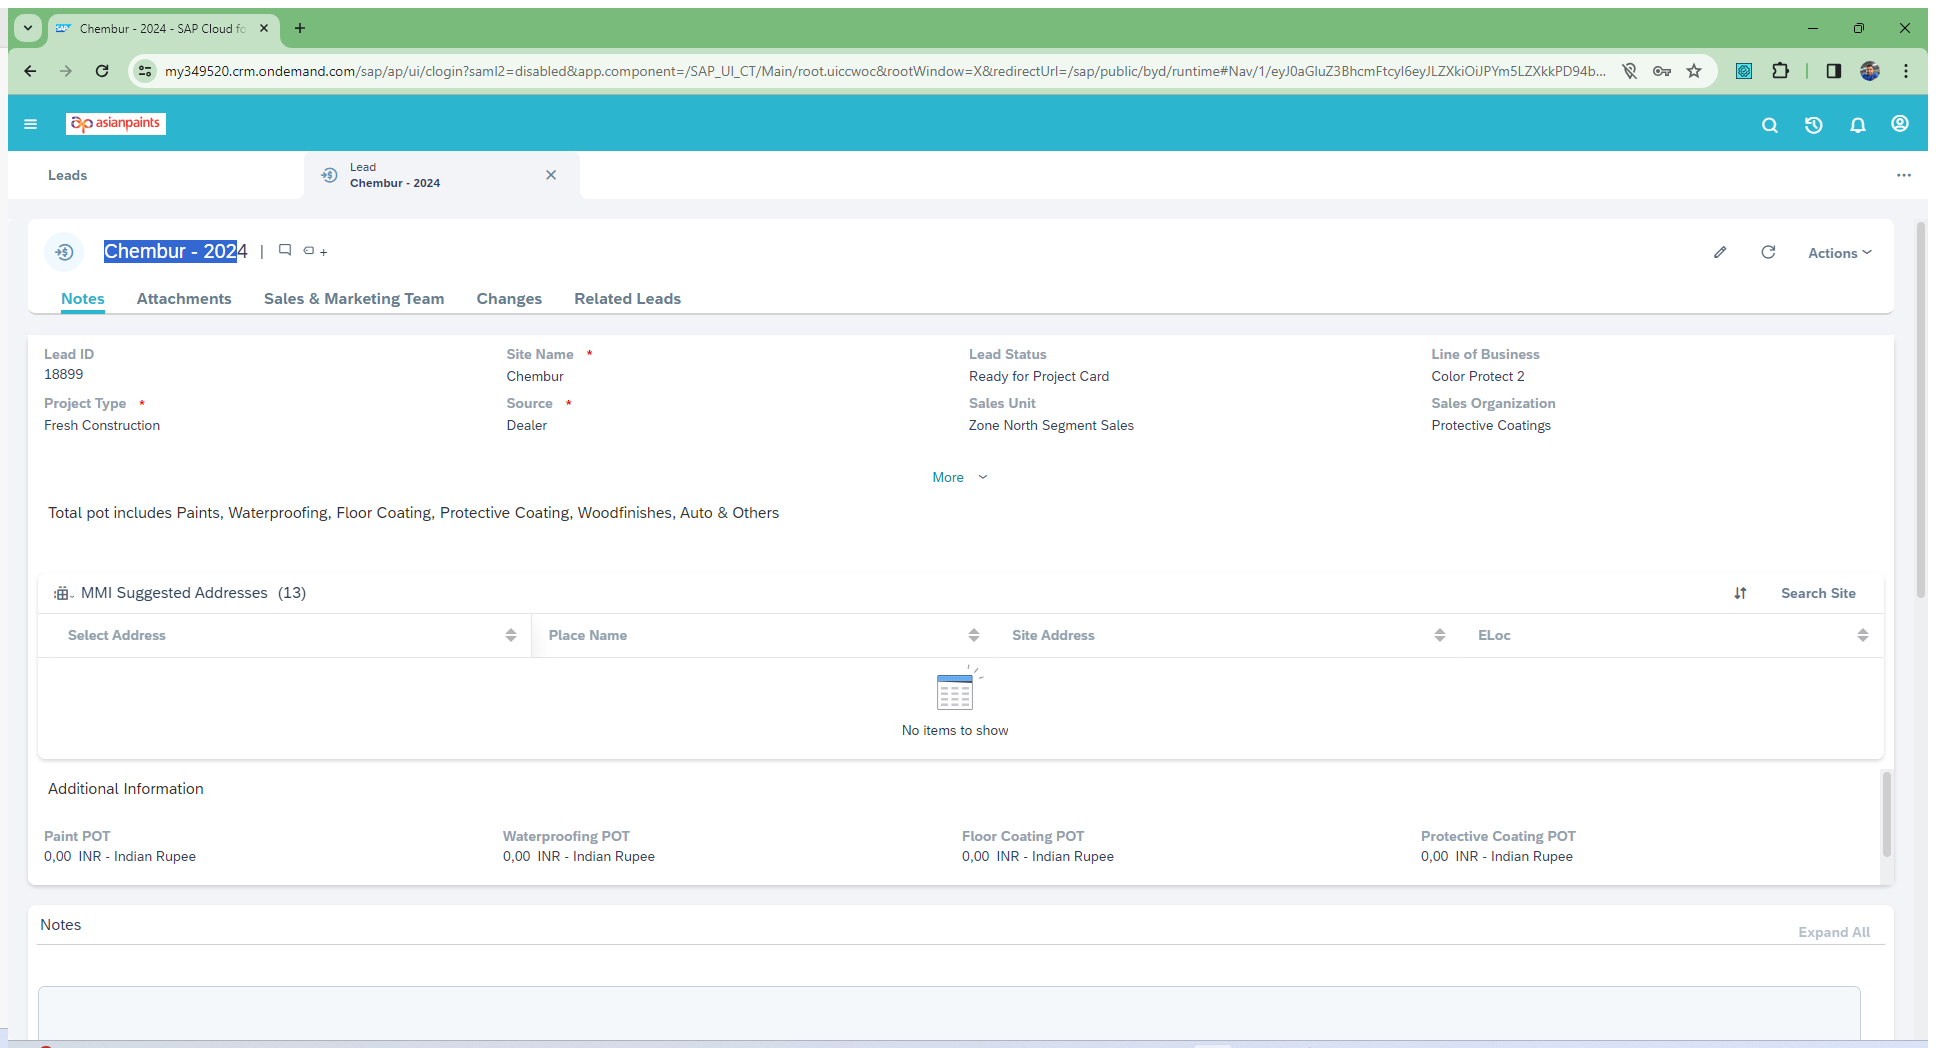 Chembur - 2024 - SAP Cloud fo
my349520.crm.ondemand.com/sap/ap/ui/clogin?saml2=disabled&app.component=/SAP_UI_CT/Main/root.uiccwoc&rootWindow=X&redirectUrl=/sap/public/byd/runtime#Nav/1/eyJ0aGluZ3BhcmFtcyI6eyJLZXkiOiJPYm5LZXkkPD94b...
asianpaints
Leads
Lead
Chembur - 2024
Chembur - 2024 |
Actions
Notes Attachments Sales & Marketing Team Changes Related Leads
Lead ID Site Name * Lead Status Line of Business
18899 Chembur Ready for Project Card Color Protect 2
Project Type * Source * Sales Unit Sales Organization
Fresh Construction Dealer Zone North Segment Sales Protective Coatings
More
Total pot includes Paints, Waterproofing, Floor Coating, Protective Coating, Woodfinishes, Auto & Others
MMI Suggested Addresses (13) Search Site
Select Address Place Name Site Address ELoc
No items to show
Additional Information
Paint POT Waterproofing POT Floor Coating POT Protective Coating POT
0,00 INR - Indian Rupee 0,00 INR - Indian Rupee 0,00 INR - Indian Rupee 0,00 INR - Indian Rupee
Notes
Expand All